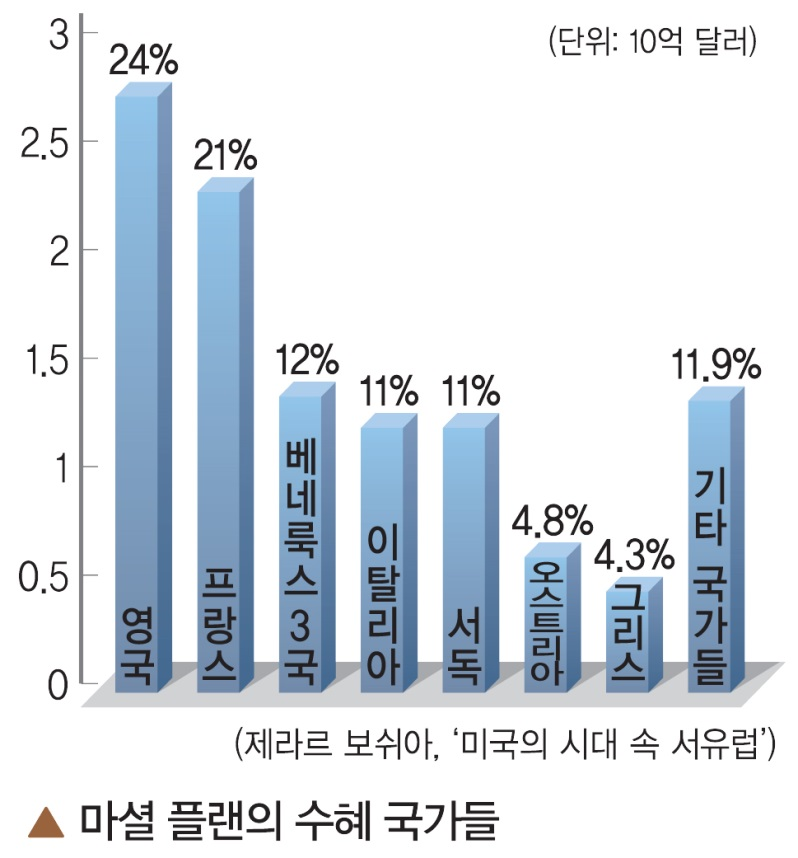 (단위: 10억 달러)
3
2.5
2
1.5
1
0.5
0
24%
21%
12%
11%
11%
4.8%
4.3%
11.9%
영국
프랑스
베네룩스3국
이탈리아
서독
오스트리아
그리스
기타 국가들
(제라르 보쉬아, ‘미국의 시대 속 서유럽’)
▲ 마셜 플랜의 수혜 국가들